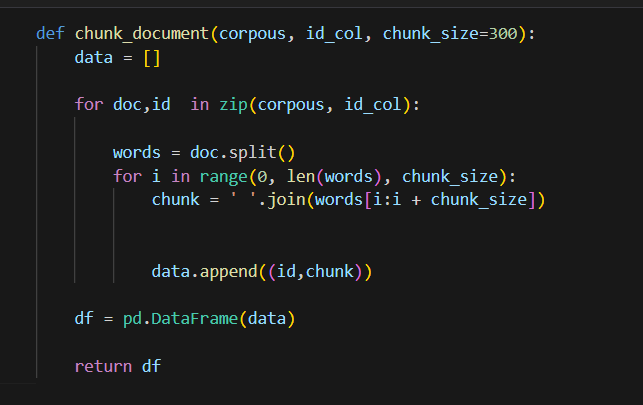 def chunk_document(corpous, id_col, chunk_size=300):
    data = []
    for doc,id  in zip(corpous, id_col):
        words = doc.split()
        for i in range(0, len(words), chunk_size):
            chunk = ' '.join(words[i:i + chunk_size])
            data.append((id,chunk))
    df = pd.DataFrame(data)
    return df